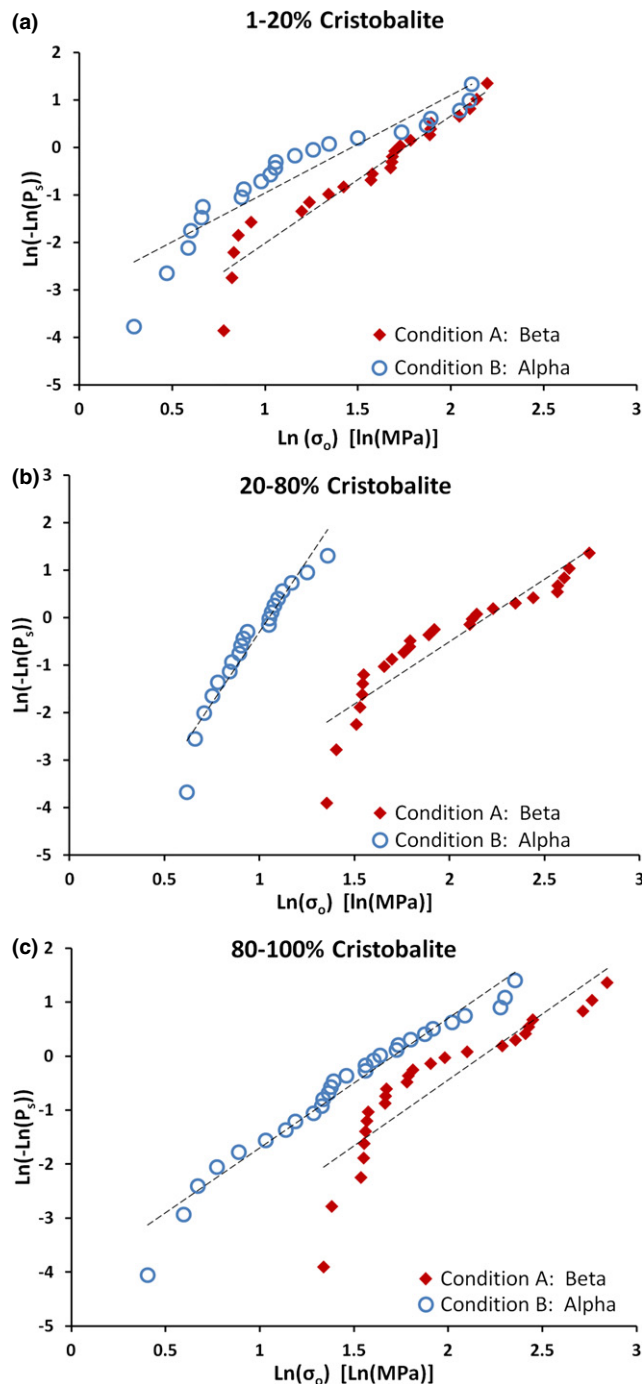 (a)
1-20% Cristobalite
2
1
0
-1
-2
-3
-4
-5
Ln(-Ln(Pₛ))
Condition A: Beta
Condition B: Alpha
0 0.5 1 1.5 2 2.5 3
Ln (σₒ) [ln(MPa)]
(b)
20-80% Cristobalite
3
2
1
0
-1
-2
-3
-4
-5
Ln(-Ln(Pₛ))
Condition A: Beta
Condition B: Alpha
0 0.5 1 1.5 2 2.5 3
Ln(σₒ) [ln(MPa)]
(c)
80-100% Cristobalite
2
1
0
-1
-2
-3
-4
-5
Ln(-Ln(Pₛ))
Condition A: Beta
Condition B: Alpha
0 0.5 1 1.5 2 2.5 3
Ln(σₒ) [Ln(MPa)]